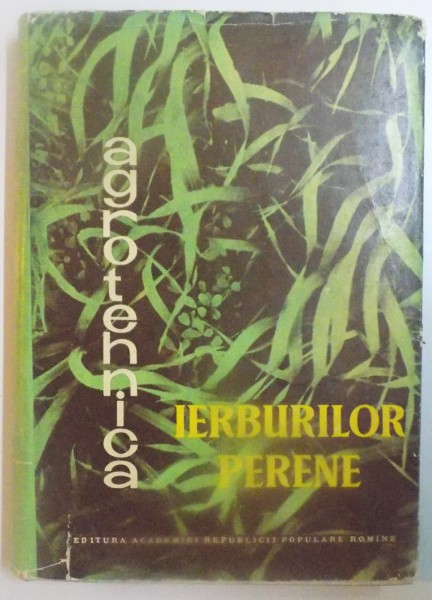 agrotehnica
IERBURILOR
PERENE
EDITURA ACADEMIEI REPUBLICII POPULARE ROMÎNE